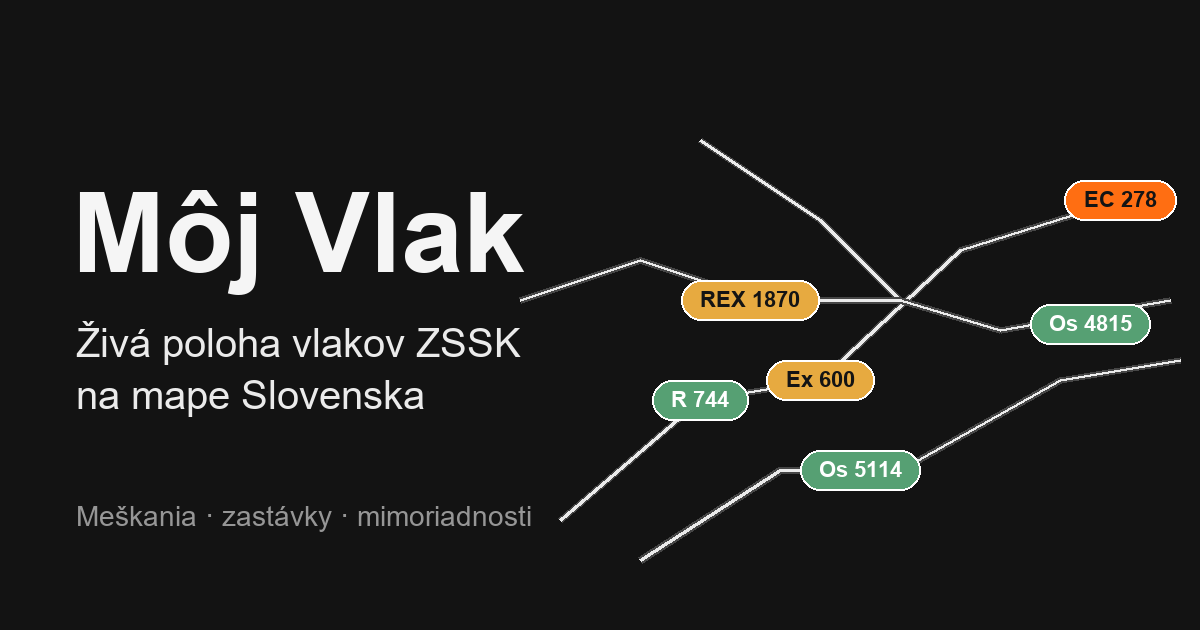 Môj Vlak
Živá poloha vlakov ZSSK
na mape Slovenska
Meškania · zastávky · mimoriadnosti
EC 278
REX 1870
Os 4815
Ex 600
R 744
Os 5114